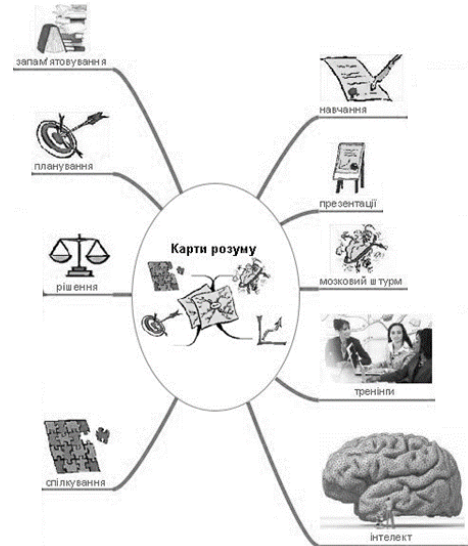 запам'ятовування
навчання
планування
презентації
Карти розуму
мозковий штурм
рішення
тренінги
спілкування
інтелект